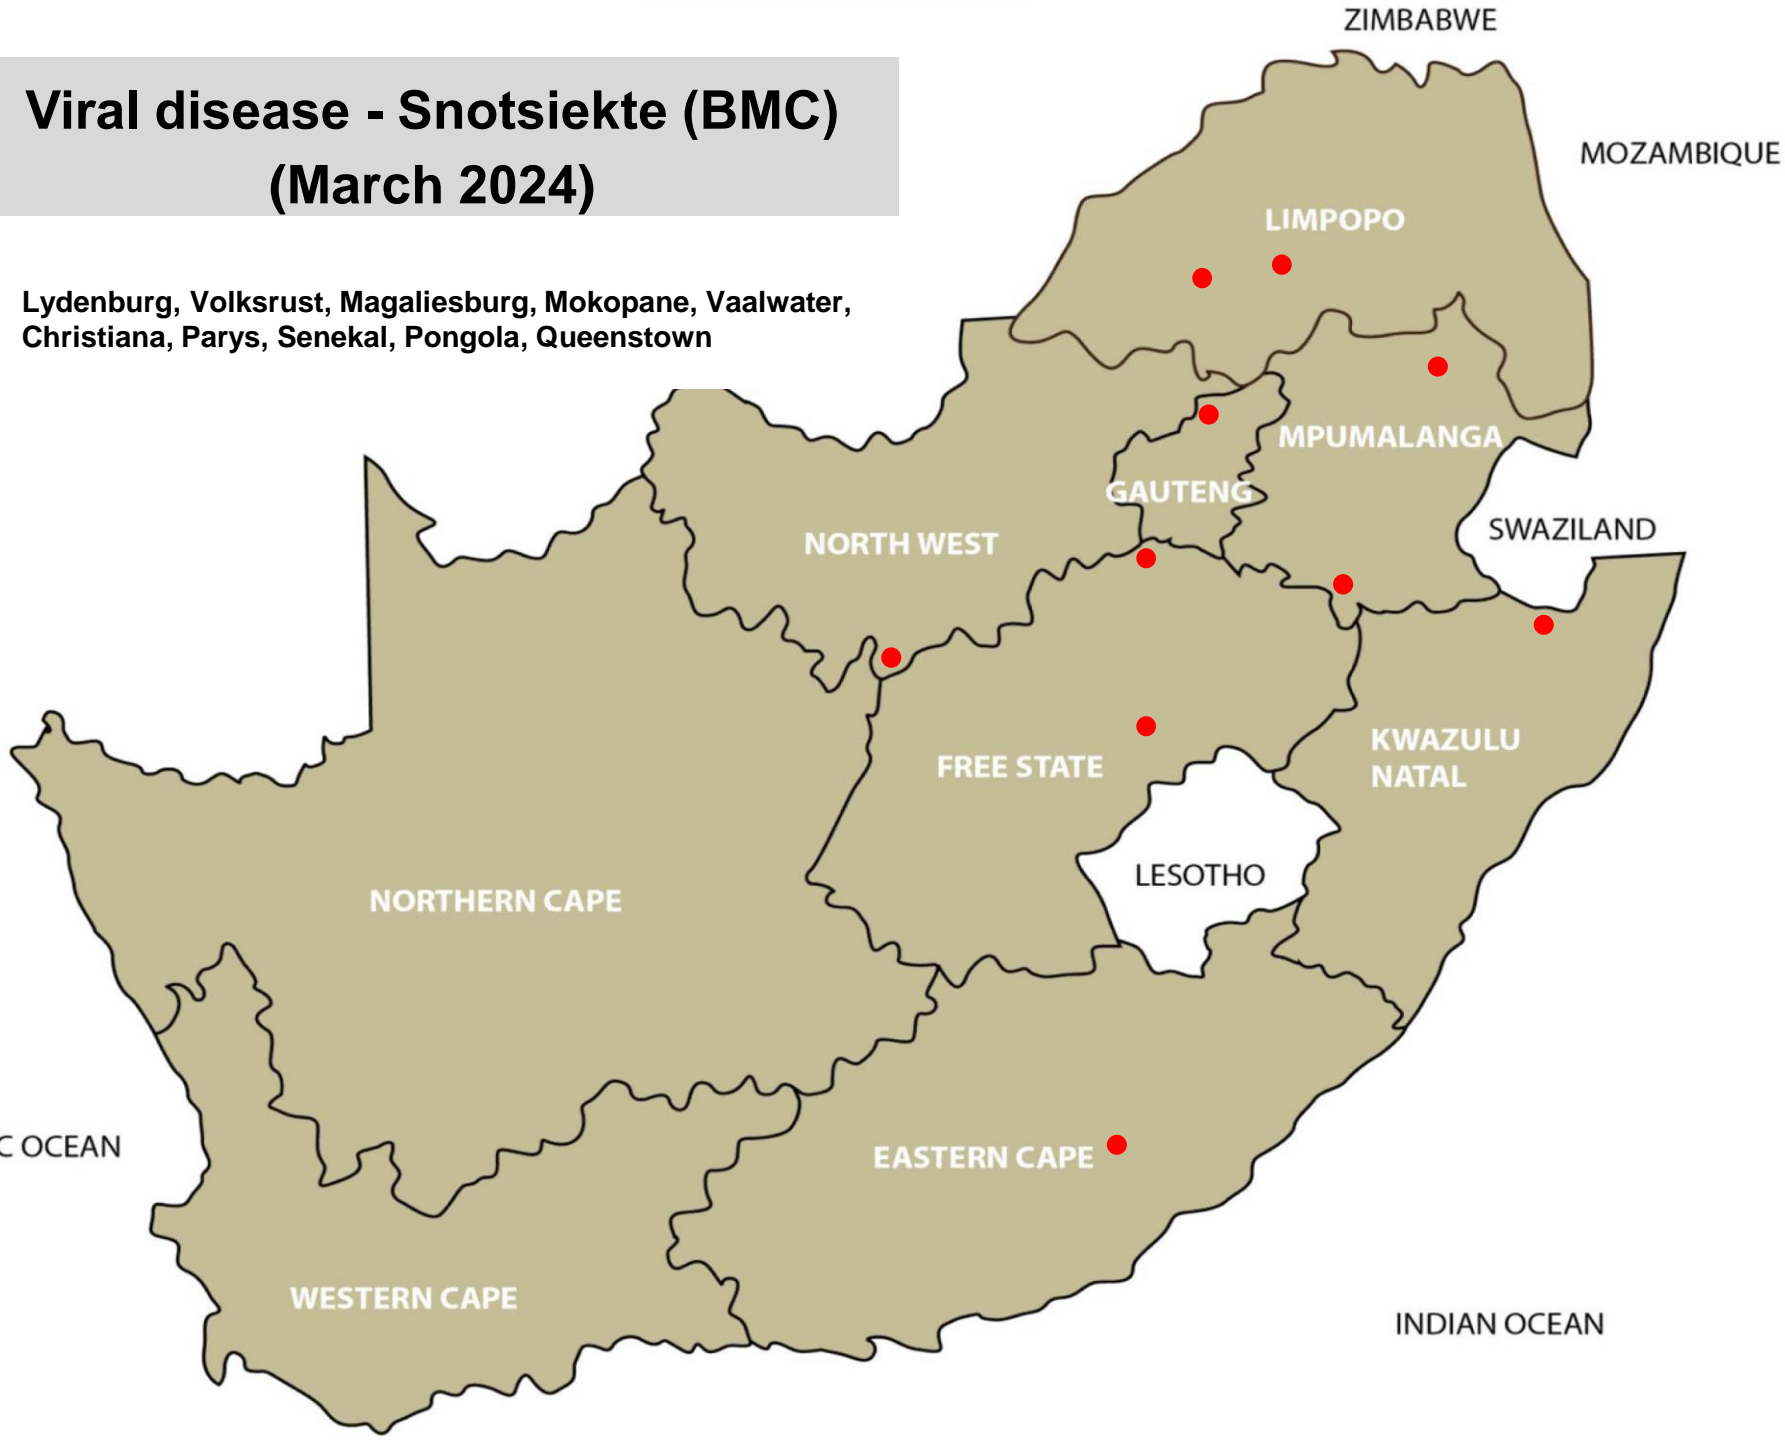 ZIMBABWE
Viral disease - Snotsiekte (BMC)
(March 2024)
MOZAMBIQUE
LIMPOPO
Lydenburg, Volksrust, Magaliesburg, Mokopane, Vaalwater,
Christiana, Parys, Senekal, Pongola, Queenstown
MPUMALANGA
GAUTENG
NORTH WEST
SWAZILAND
KWAZULU
NATAL
FREE STATE
LESOTHO
NORTHERN CAPE
C OCEAN
EASTERN CAPE
WESTERN CAPE
INDIAN OCEAN